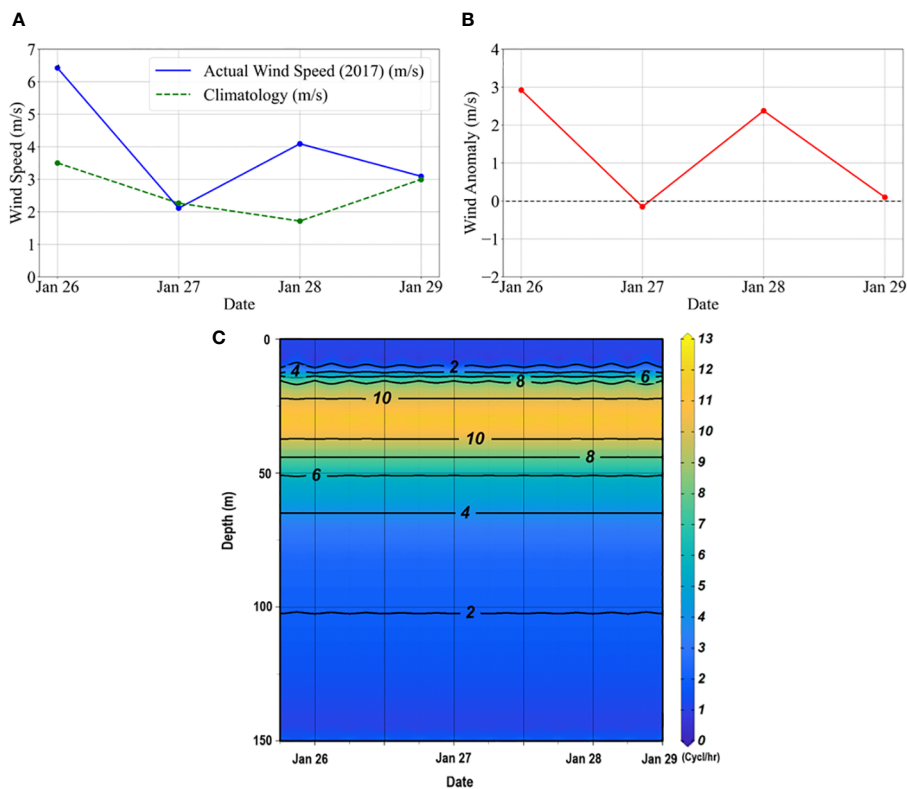 A
B
7
6
5
4
3
2
1
0
Wind Speed (m/s)
Actual Wind Speed (2017) (m/s)
Climatology (m/s)
Jan 26 Jan 27 Jan 28 Jan 29
Date
4
3
2
1
0
−1
−2
Wind Anomaly (m/s)
Jan 26 Jan 27 Jan 28 Jan 29
Date
C
0
50
100
150
Depth (m)
2
4 6
8
10
10
8
6
4
2
Jan 26 Jan 27 Jan 28 Jan 29
Date
13
12
11
10
9
8
7
6
5
4
3
2
1
0
(Cycl/hr)